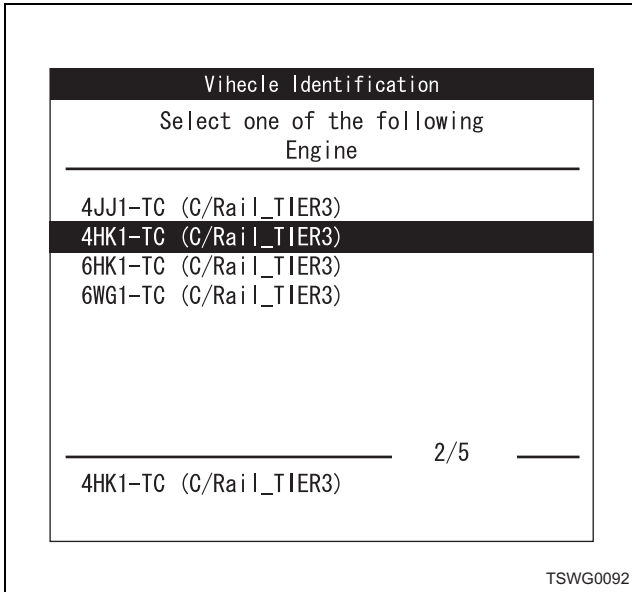 Vihecle Identification
Select one of the following
Engine
4JJ1-TC (C/Rail_TIER3)
4HK1-TC (C/Rail_TIER3)
6HK1-TC (C/Rail_TIER3)
6WG1-TC (C/Rail_TIER3)
2/5
4HK1-TC (C/Rail_TIER3)
TSWG0092